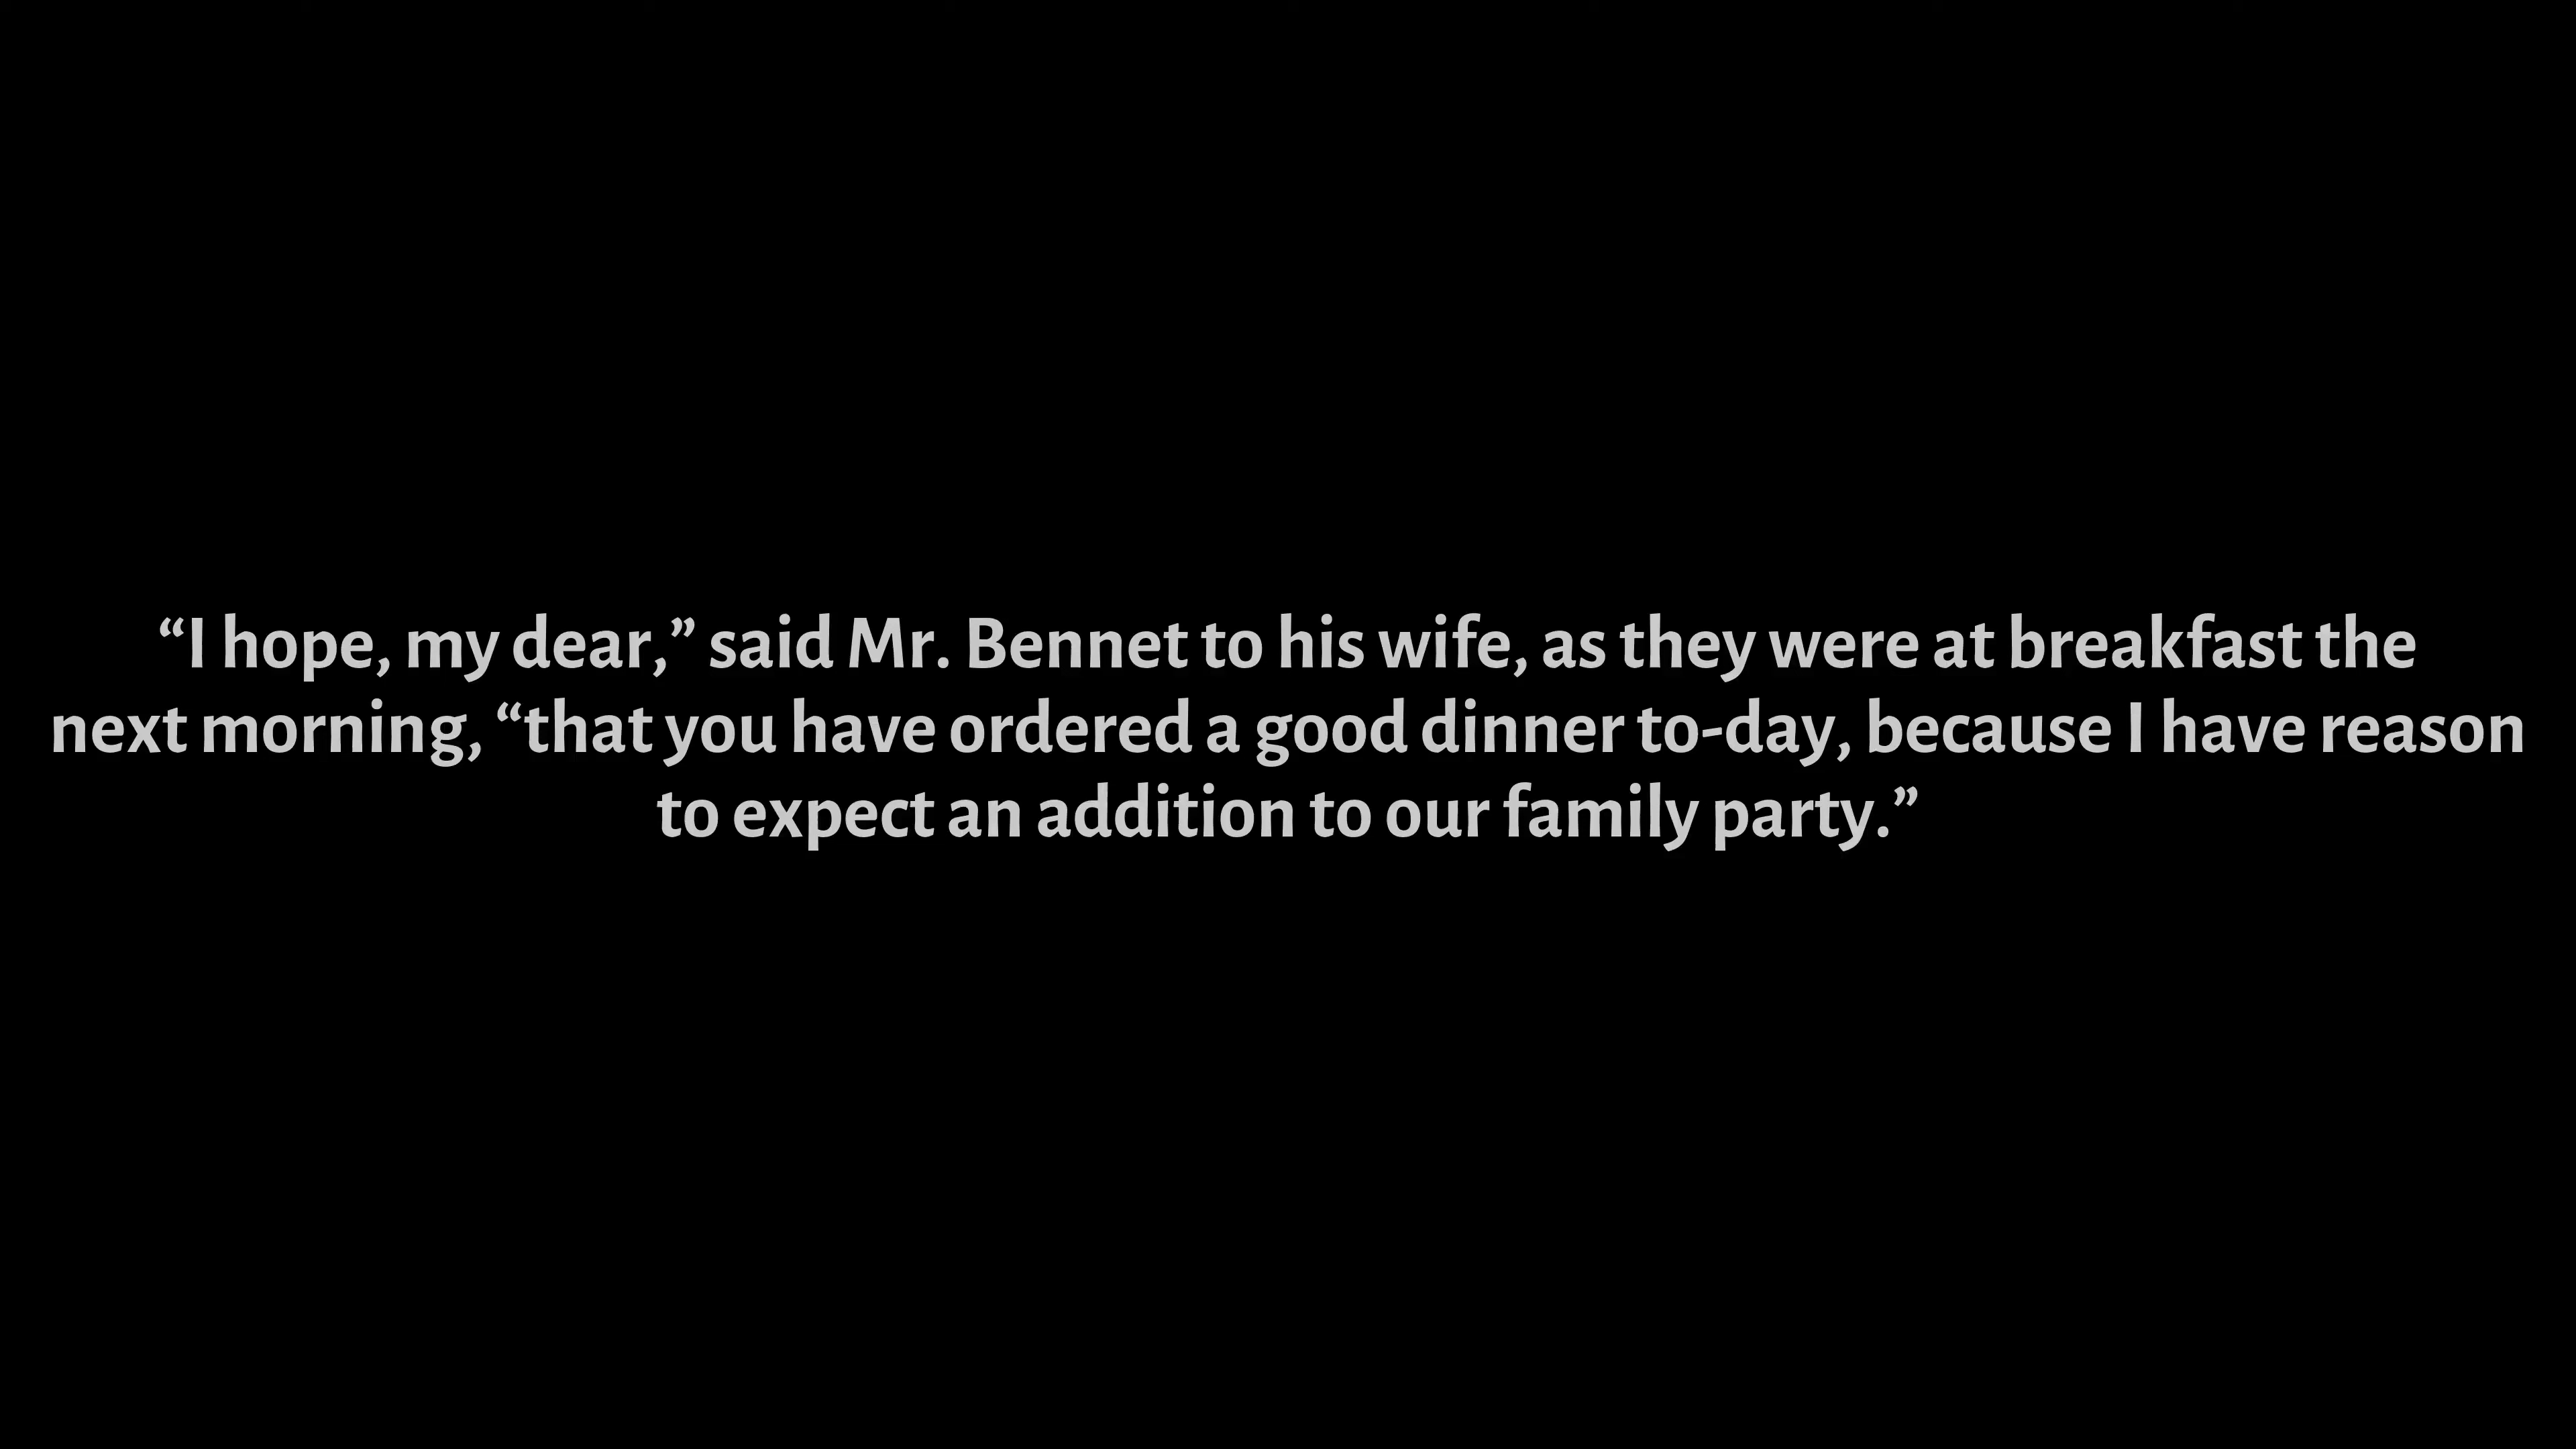 “I hope, my dear,” said Mr. Bennet to his wife, as they were at breakfast the
next morning, “that you have ordered a good dinner to-day, because I have reason
to expect an addition to our family party.”